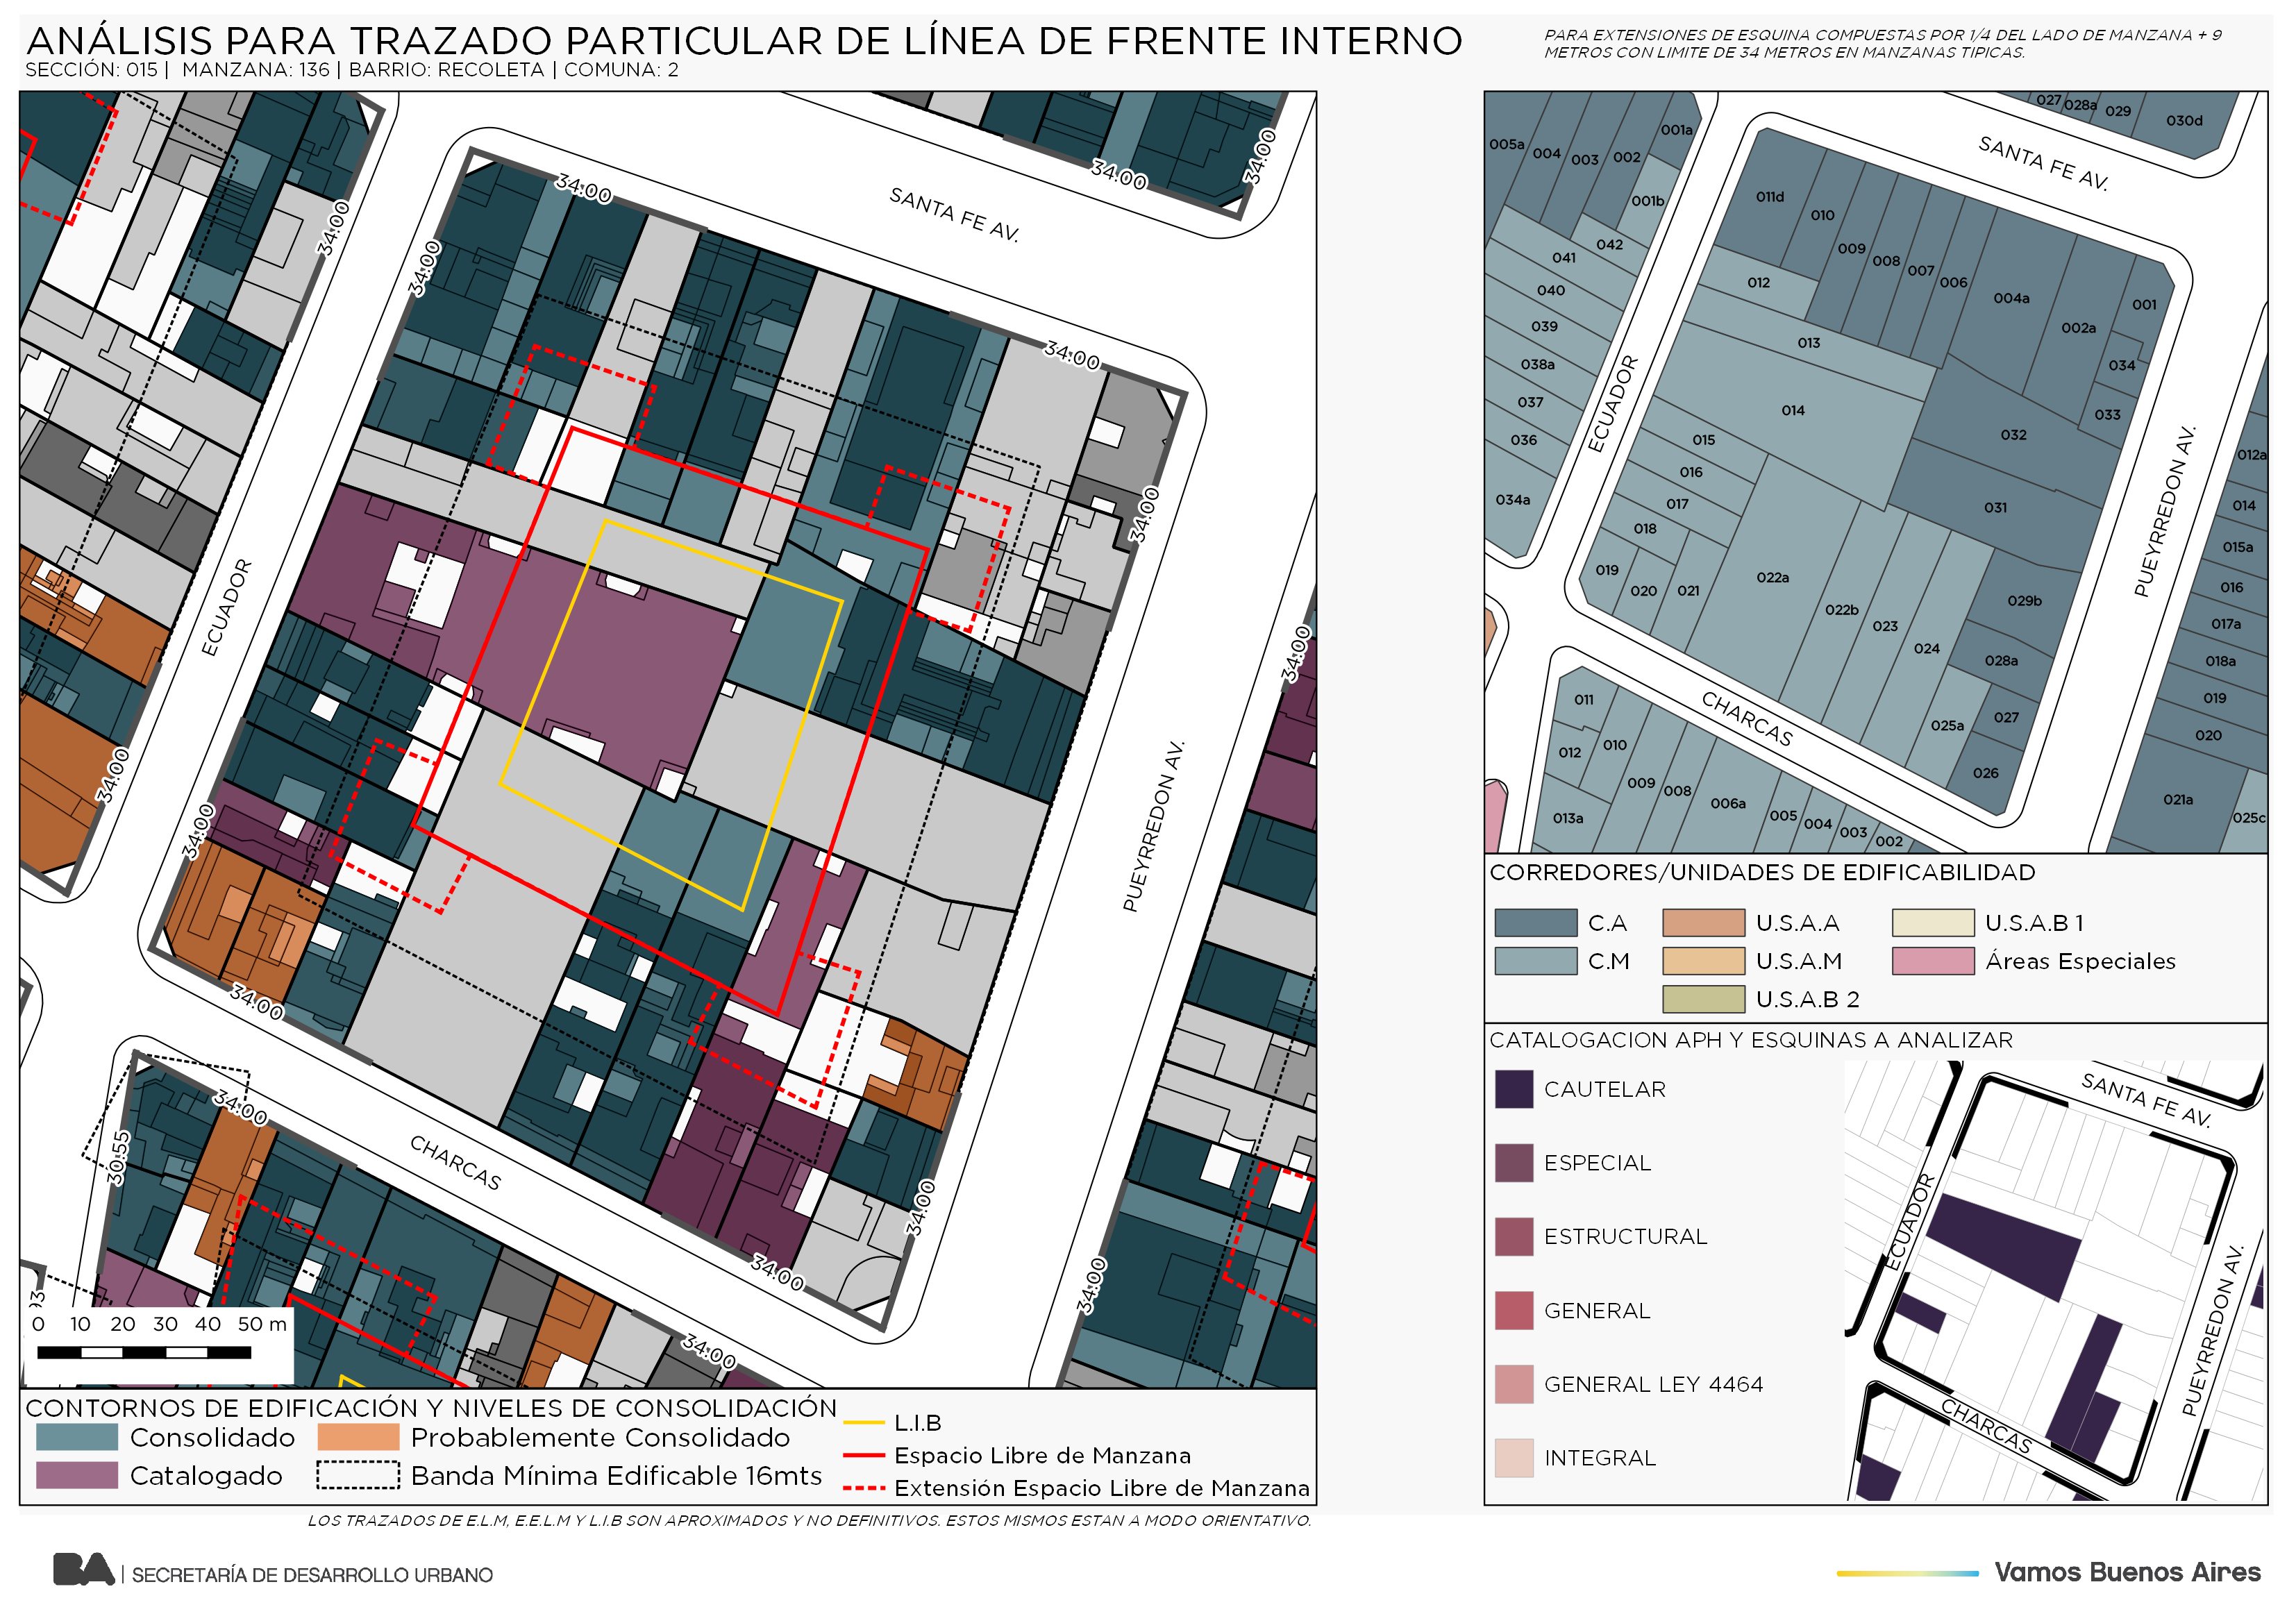 ANÁLISIS PARA TRAZADO PARTICULAR DE LÍNEA DE FRENTE INTERNO
SECCIÓN: 015 | MANZANA: 136 | BARRIO: RECOLETA | COMUNA: 2
PARA EXTENSIONES DE ESQUINA COMPUESTAS POR 1/4 DEL LADO DE MANZANA + 9
METROS CON LIMITE DE 34 METROS EN MANZANAS TIPICAS.
34.00
34.00
34.00
34.00
34.00
SANTA FE AV.
34.00
34.00
ECUADOR
34.00
34.00
34.00
34.00
PUEYRREDON AV.
34.00
34.00
30.55
CHARCAS
34.00
34.00
34.00
34.00
93
0 10 20 30 40 50 m
CONTORNOS DE EDIFICACIÓN Y NIVELES DE CONSOLIDACIÓN
Consolidado
Probablemente Consolidado
Catalogado
Banda Mínima Edificable 16mts
L.I.B
Espacio Libre de Manzana
Extensión Espacio Libre de Manzana
LOS TRAZADOS DE E.L.M, E.E.L.M Y L.I.B SON APROXIMADOS Y NO DEFINITIVOS. ESTOS MISMOS ESTAN A MODO ORIENTATIVO.
027 028a 029 030d
005a 004 003 002 001a
001b
042
041
040
039
038a
037
036
034a
SANTA FE AV.
011d 010 009 008 007 006 004a 002a 001
034
033
012
013
014
032
031
015
016
017
018
019 020 021 022a 022b 023 024 025a
029b
028a
027
026
ECUADOR
PUEYRREDON AV.
CHARCAS
012a
014
015a
016
017a
018a
019
020
021a
025c
011
012
013a
010 009 008 006a 005 004 003 002
CORREDORES/UNIDADES DE EDIFICABILIDAD
C.A
U.S.A.A
U.S.A.B 1
C.M
U.S.A.M
Áreas Especiales
U.S.A.B 2
CATALOGACION APH Y ESQUINAS A ANALIZAR
CAUTELAR
ESPECIAL
ESTRUCTURAL
GENERAL
GENERAL LEY 4464
INTEGRAL
SANTA FE AV.
ECUADOR
PUEYRREDON AV.
CHARCAS
BA | SECRETARÍA DE DESARROLLO URBANO
Vamos Buenos Aires